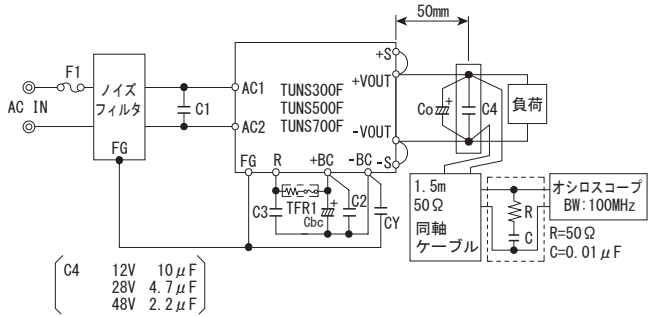 50mm
+S
F1
ノイズ
フィルタ
AC IN
C1
AC1
AC2
TUNS300F
TUNS500F
TUNS700F
+VOUT
-VOUT
-S
Co
+
C4
負荷
FG
FG
R
+BC
-BC
C3
TFR1
Cbc
+
C2
CY
1.5m
50Ω
同軸
ケーブル
R
C
オシロスコープ
BW:100MHz
R=50Ω
C=0.01μF
C4 12V 10μF
28V 4.7μF
48V 2.2μF